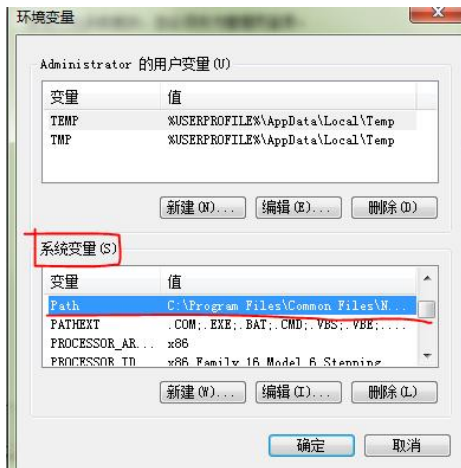 环境变量
Administrator 的用户变量(U)
变量 值
TEMP %USERPROFILE%\AppData\Local\Temp
TMP %USERPROFILE%\AppData\Local\Temp
新建(N)... 编辑(E)... 删除(D)
系统变量(S)
变量 值
Path C:\Program Files\Common Files\N...
PATHEXT .COM;.EXE;.BAT;.CMD;.VBS;.VBE;....
PROCESSOR_AR... x86
PROCESSOR_ID x86 Family 16 Model 6 Stepping
新建(W)... 编辑(I)... 删除(L)
确定 取消